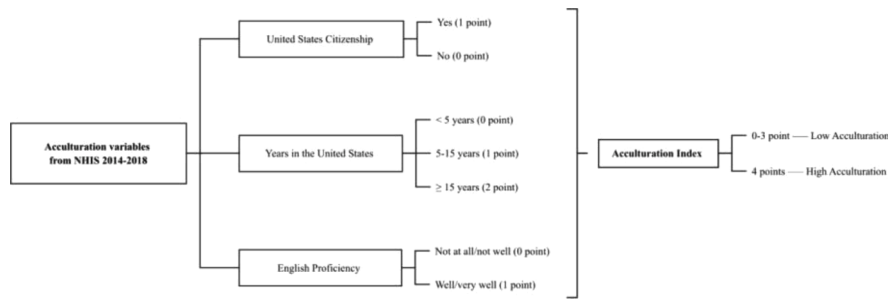 Acculturation variables
from NHIS 2014-2018
United States Citizenship
Yes (1 point)
No (0 point)
Years in the United States
< 5 years (0 point)
5-15 years (1 point)
≥ 15 years (2 point)
English Proficiency
Not at all/not well (0 point)
Well/very well (1 point)
Acculturation Index
0-3 point — Low Acculturation
4 points — High Acculturation